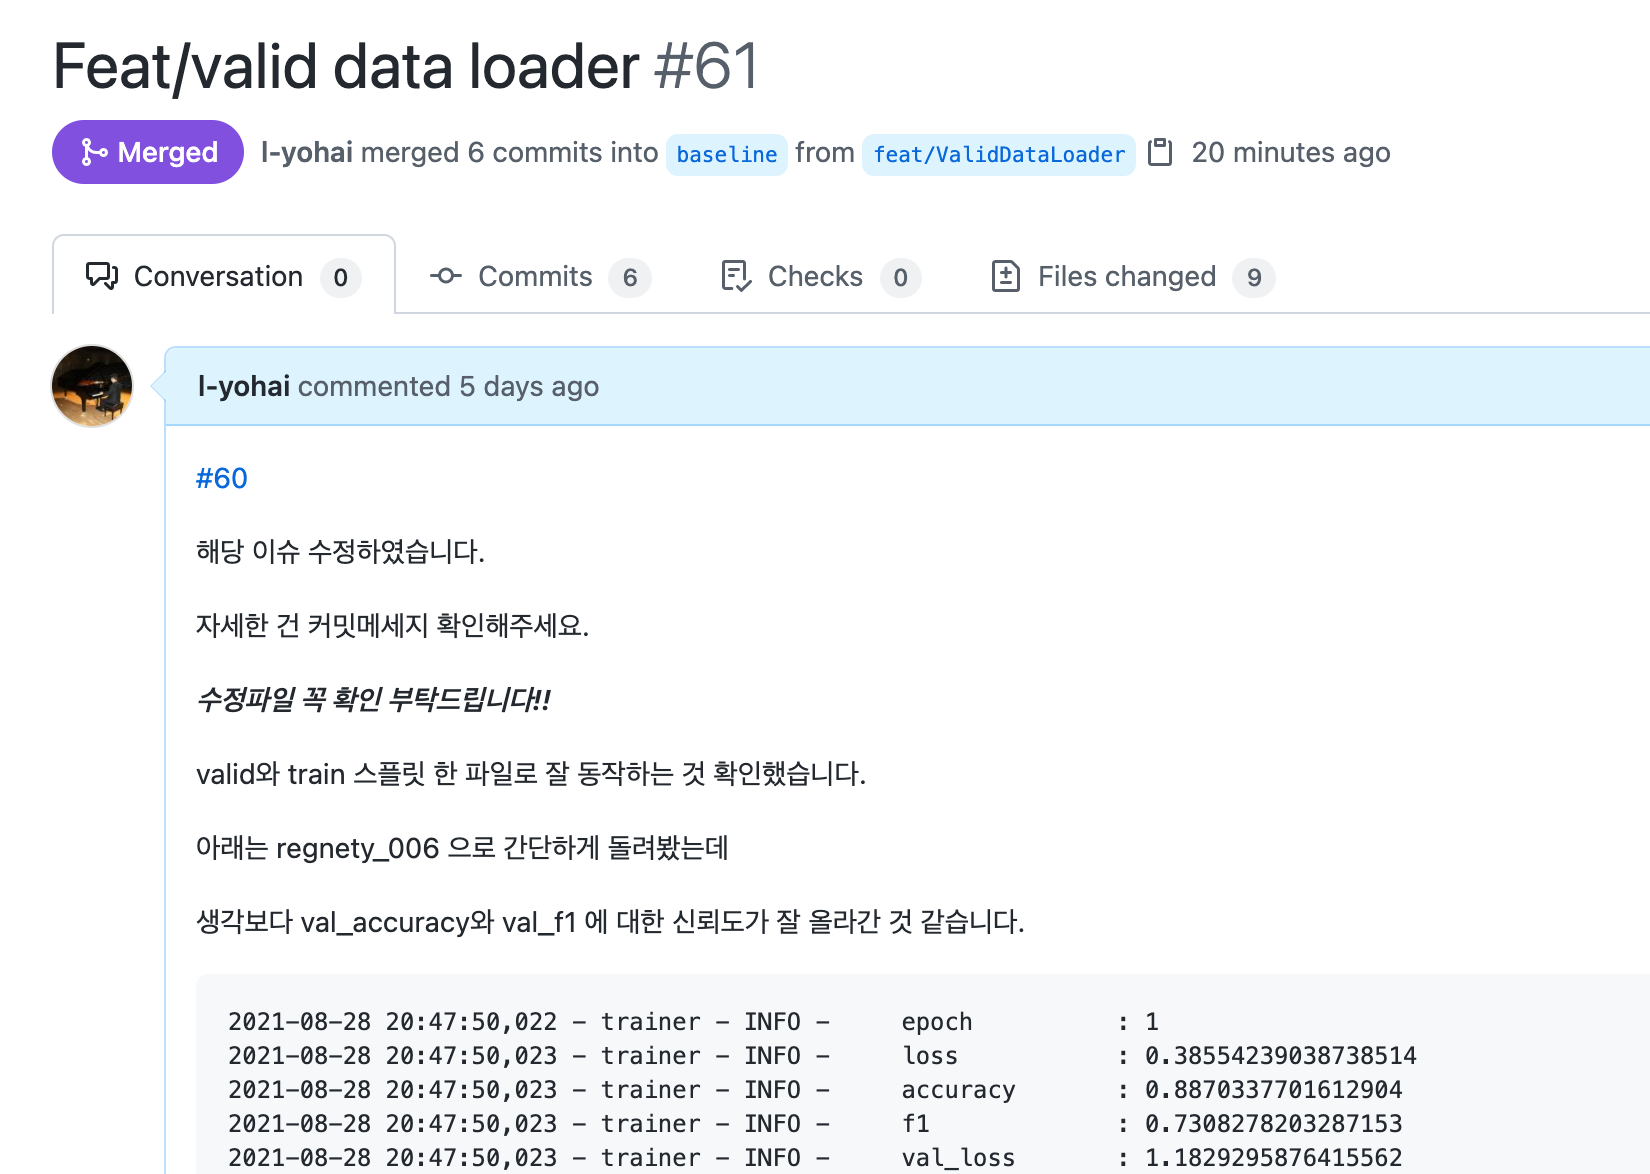 Feat/valid data loader #61
Merged l-yohai merged 6 commits into baseline from feat/ValidDataLoader 20 minutes ago
Conversation 0 Commits 6 Checks 0 Files changed 9
l-yohai commented 5 days ago
#60
해당 이슈 수정하였습니다.
자세한 건 커밋메세지 확인해주세요.
수정파일 꼭 확인 부탁드립니다!!
valid와 train 스플릿 한 파일로 잘 동작하는 것 확인했습니다.
아래는 regnety_006 으로 간단하게 돌려봤는데
생각보다 val_accuracy와 val_f1 에 대한 신뢰도가 잘 올라간 것 같습니다.
2021-08-28 20:47:50,022 - trainer - INFO - epoch : 1
2021-08-28 20:47:50,023 - trainer - INFO - loss : 0.38554239038738514
2021-08-28 20:47:50,023 - trainer - INFO - accuracy : 0.8870337701612904
2021-08-28 20:47:50,023 - trainer - INFO - f1 : 0.7308278203287153
2021-08-28 20:47:50,023 - trainer - INFO - val_loss : 1.1829295876415562